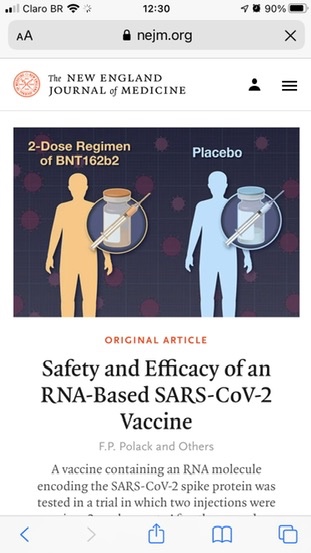 Claro BR
12:30
90%
AA
nejm.org
The NEW ENGLAND
JOURNAL of MEDICINE
2-Dose Regimen
of BNT162b2
Placebo
ORIGINAL ARTICLE
Safety and Efficacy of an
RNA-Based SARS-CoV-2
Vaccine
F.P. Polack and Others
A vaccine containing an RNA molecule
encoding the SARS-CoV-2 spike protein was
tested in a trial in which two injections were